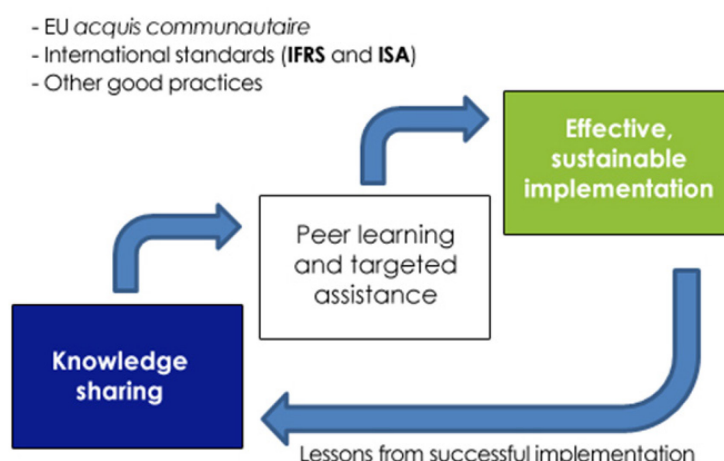 - EU acquis communautaire
- International standards (IFRS and ISA)
- Other good practices
Effective,
sustainable
implementation
Peer learning
and targeted
assistance
Knowledge
sharing
Lessons from successful implementation